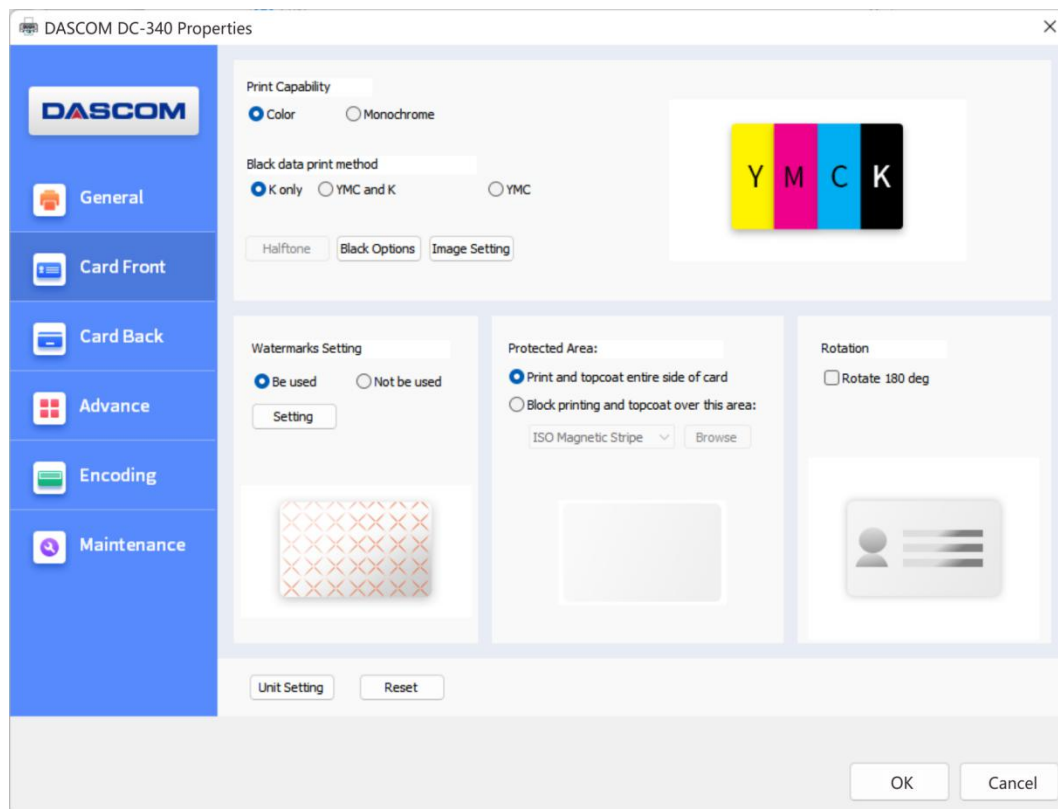 DASCOM DC-340 Properties
DASCOM
General
Card Front
Card Back
Advance
Encoding
Maintenance
Print Capability
Color Monochrome
Black data print method
K only YMC and K YMC
Halftone Black Options Image Setting
Y M C K
Watermarks Setting
Be used Not be used
Setting
Protected Area:
Print and topcoat entire side of card
Block printing and topcoat over this area:
ISO Magnetic Stripe Browse
Rotation
Rotate 180 deg
Unit Setting Reset
OK Cancel